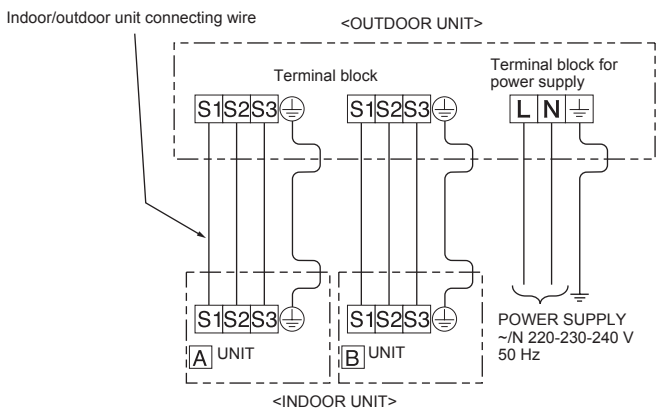 Indoor/outdoor unit connecting wire
<OUTDOOR UNIT>
Terminal block
Terminal block for
power supply
S1 S2 S3
S1 S2 S3
L N
S1 S2 S3
S1 S2 S3
A UNIT
B UNIT
POWER SUPPLY
~/N 220-230-240 V
50 Hz
<INDOOR UNIT>